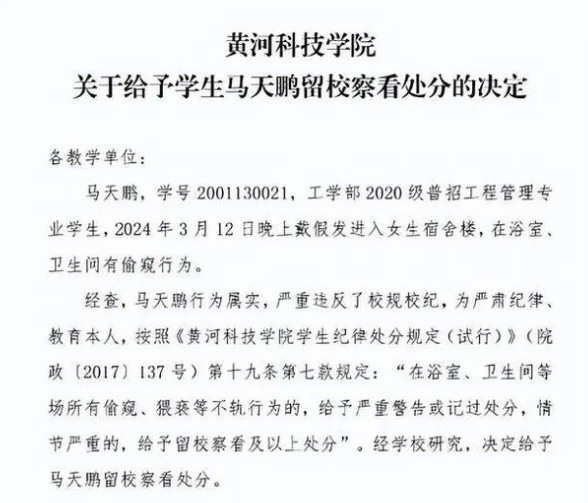 黄河科技学院
关于给予学生马天鹏留校察看处分的决定
各教学单位：
马天鹏，学号 2001130021，工学部 2020 级普招工程管理专
业学生，2024 年 3 月 12 日晚上戴假发进入女生宿舍楼，在浴室、
卫生间有偷窥行为。
经查，马天鹏行为属实，严重违反了校规校纪，为严肃纪律、
教育本人，按照《黄河科技学院学生纪律处分规定（试行）》（院
政〔2017〕137 号）第十九条第七款规定：“在浴室、卫生间等
场所有偷窥、猥亵等不轨行为的，给予严重警告或记过处分，情
节严重的，给予留校察看及以上处分”。经学校研究，决定给予
马天鹏留校察看处分。